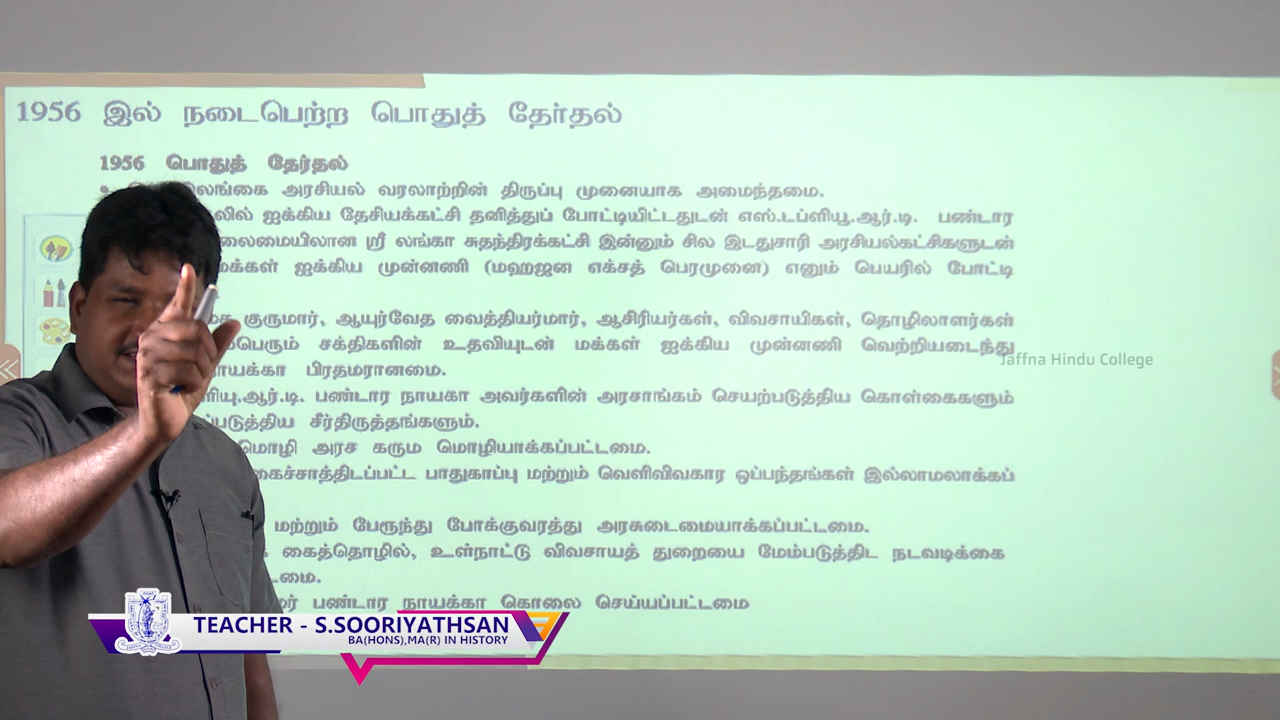 1956 இல் நடைபெற்ற பொதுத் தேர்தல்
1956 பொதுத் தேர்தல்
இலங்கை அரசியல் வரலாற்றின் திருப்பு முனையாக அமைந்தமை.
ஐக்கிய தேசியக்கட்சி தனித்துப் போட்டியிட்டதுடன் எஸ்.டப்ளியூ.ஆர்.டி. பண்டார
ஸ்ரீ லங்கா சுதந்திரக்கட்சி இன்னும் சில இடதுசாரி அரசியல்கட்சிகளுடன்
மக்கள் ஐக்கிய முன்னணி (மஹஜன எக்சத் பெரமுனை) எனும் பெயரில் போட்டி
குருமார், ஆயுர்வேத வைத்தியர்மார், ஆசிரியர்கள், விவசாயிகள், தொழிலாளர்கள்
சக்திகளின் உதவியுடன் மக்கள் ஐக்கிய முன்னணி வெற்றியடைந்து
பிரதமரானமை.
பண்டார நாயகா அவர்களின் அரசாங்கம் செயற்படுத்திய கொள்கைகளும்
சீர்திருத்தங்களும்.
மொழி அரச கரும மொழியாக்கப்பட்டமை.
கைச்சாத்திடப்பட்ட பாதுகாப்பு மற்றும் வெளிவிவகார ஒப்பந்தங்கள் இல்லாமலாக்கப்
மற்றும் பேரூந்து போக்குவரத்து அரசுடைமையாக்கப்பட்டமை.
கைத்தொழில், உள்நாட்டு விவசாயத் துறையை மேம்படுத்திட நடவடிக்கை
பண்டார நாயக்கா கொலை செய்யப்பட்டமை
Jaffna Hindu College
TEACHER - S.SOORIYATHSAN
BA(HONS),MA(R) IN HISTORY